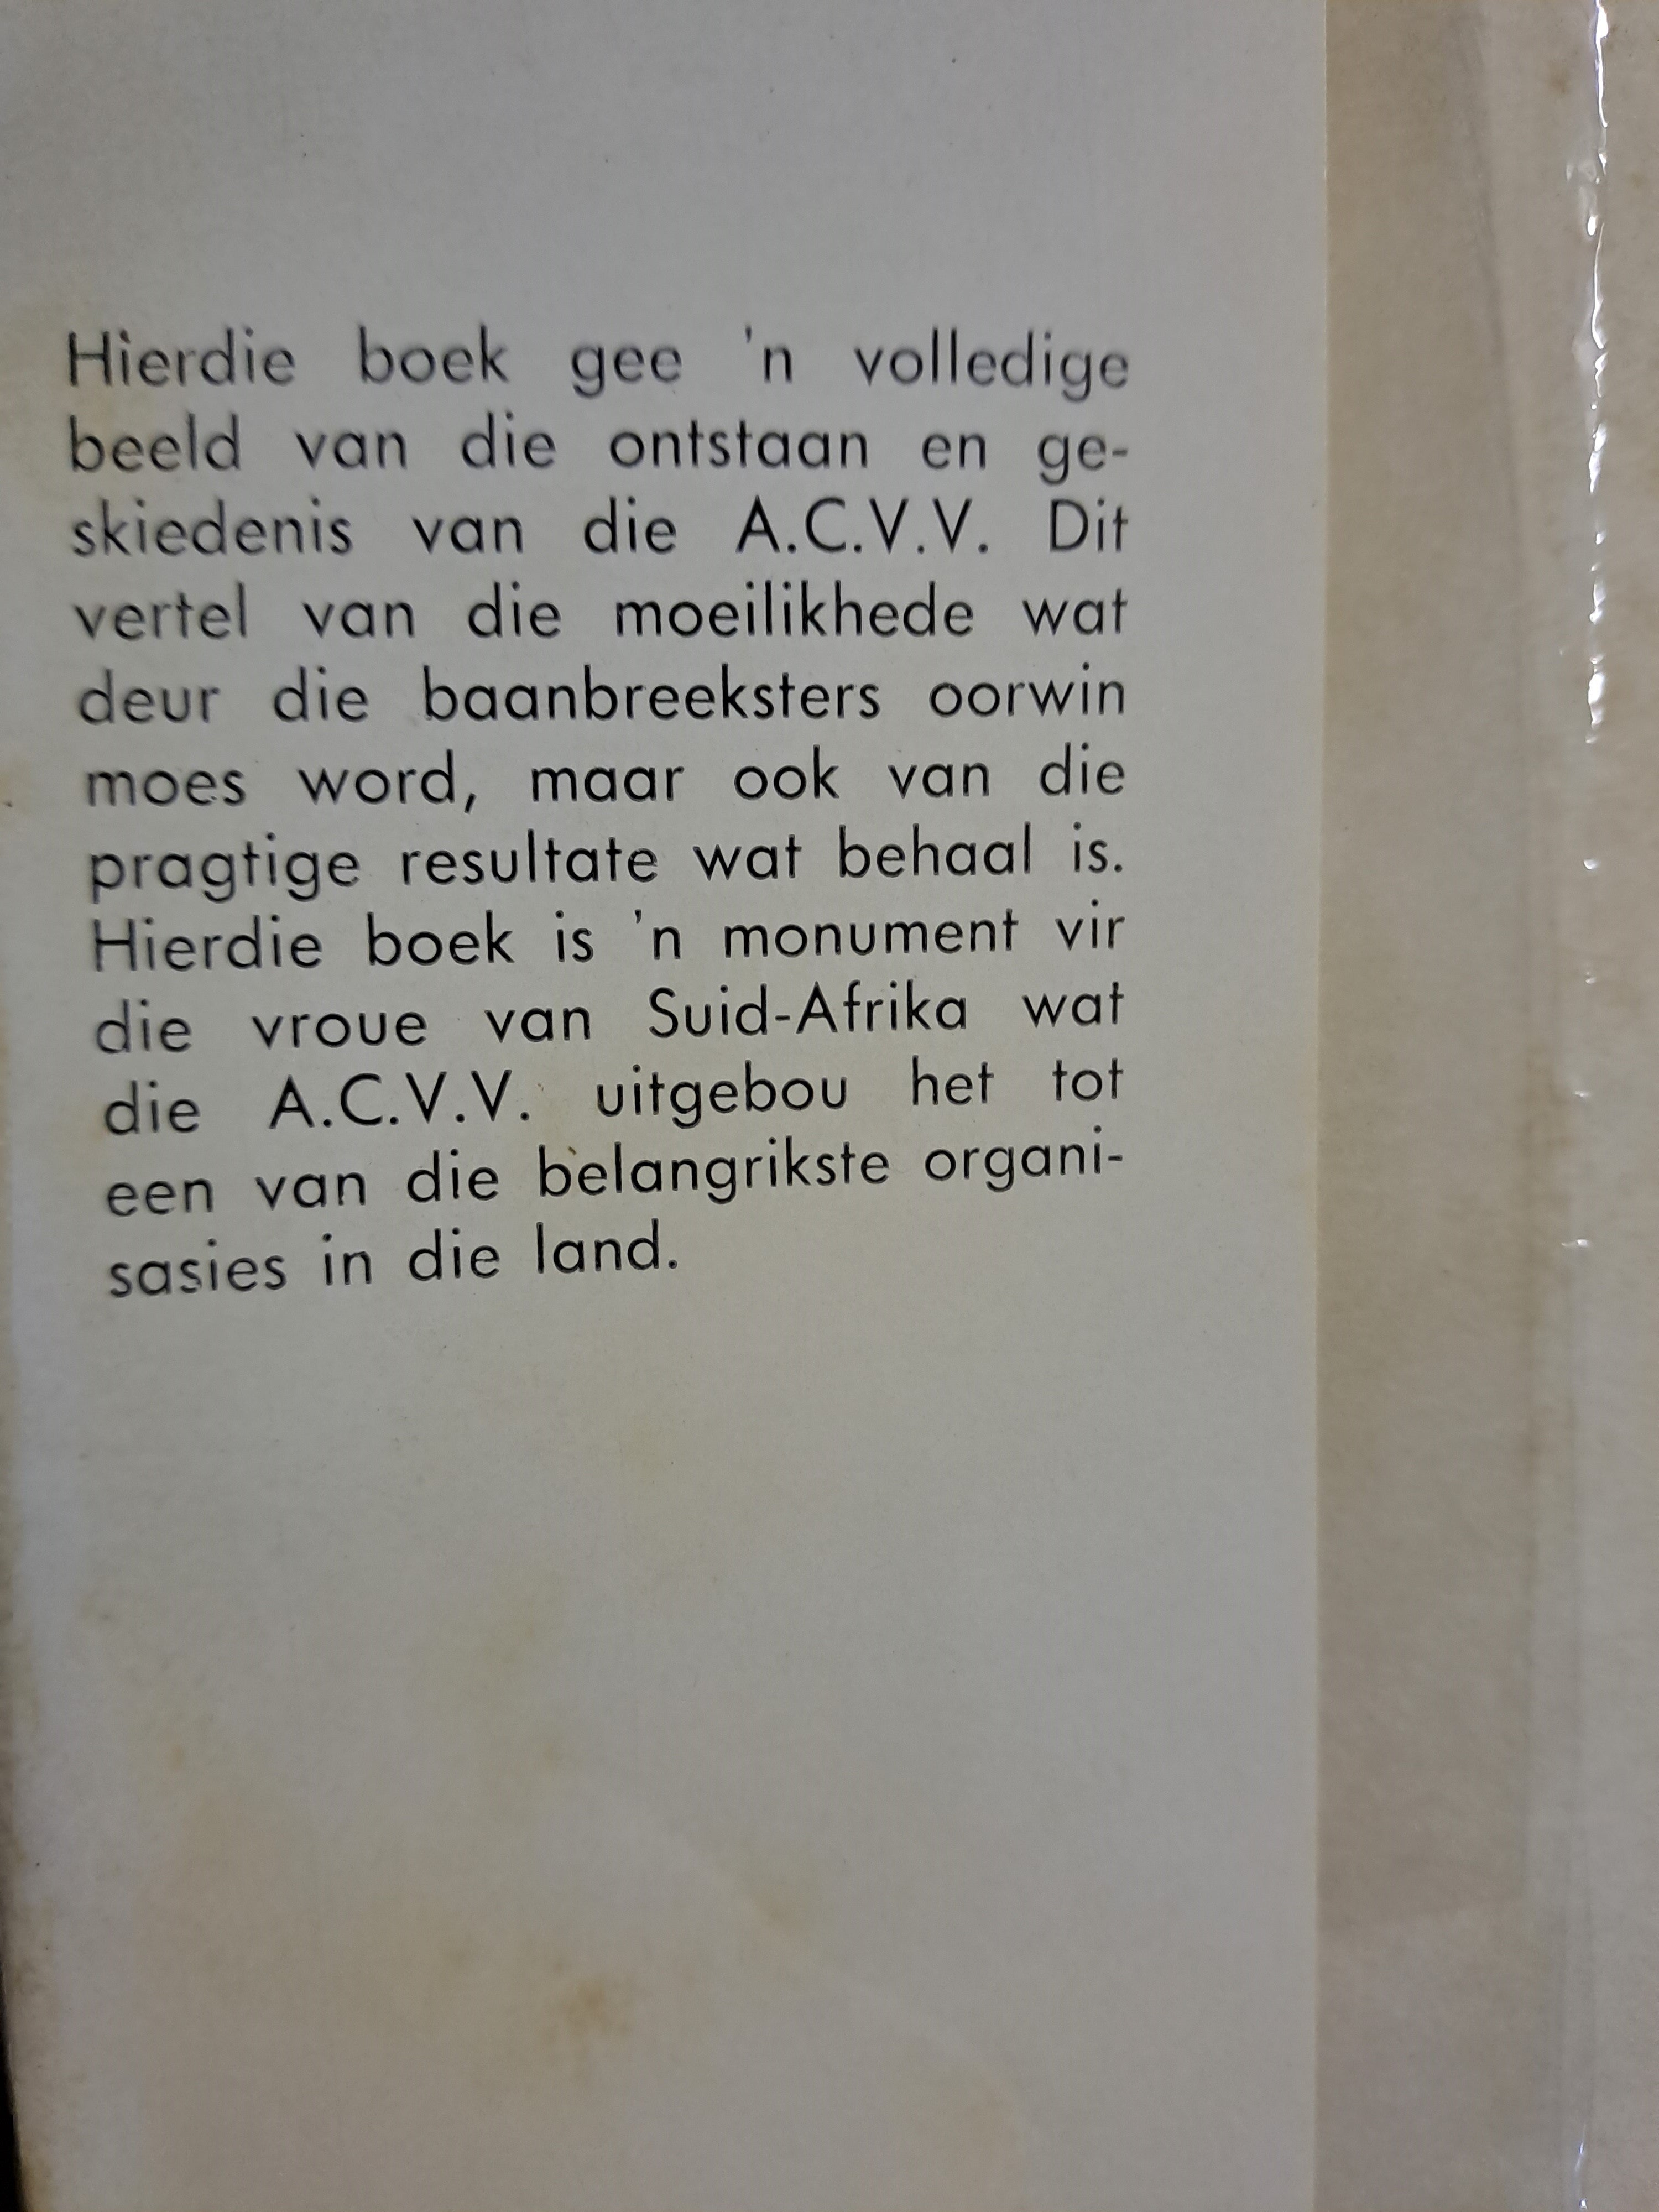 Hierdie boek gee 'n volledige
beeld van die ontstaan en ge-
skiedenis van die A.C.V.V. Dit
vertel van die moeilikhede wat
deur die baanbreeksters oorwin
moes word, maar ook van die
pragtige resultate wat behaal is.
Hierdie boek is 'n monument vir
die vroue van Suid-Afrika wat
die A.C.V.V. uitgebou het tot
een van die belangrikste organi-
sasies in die land.